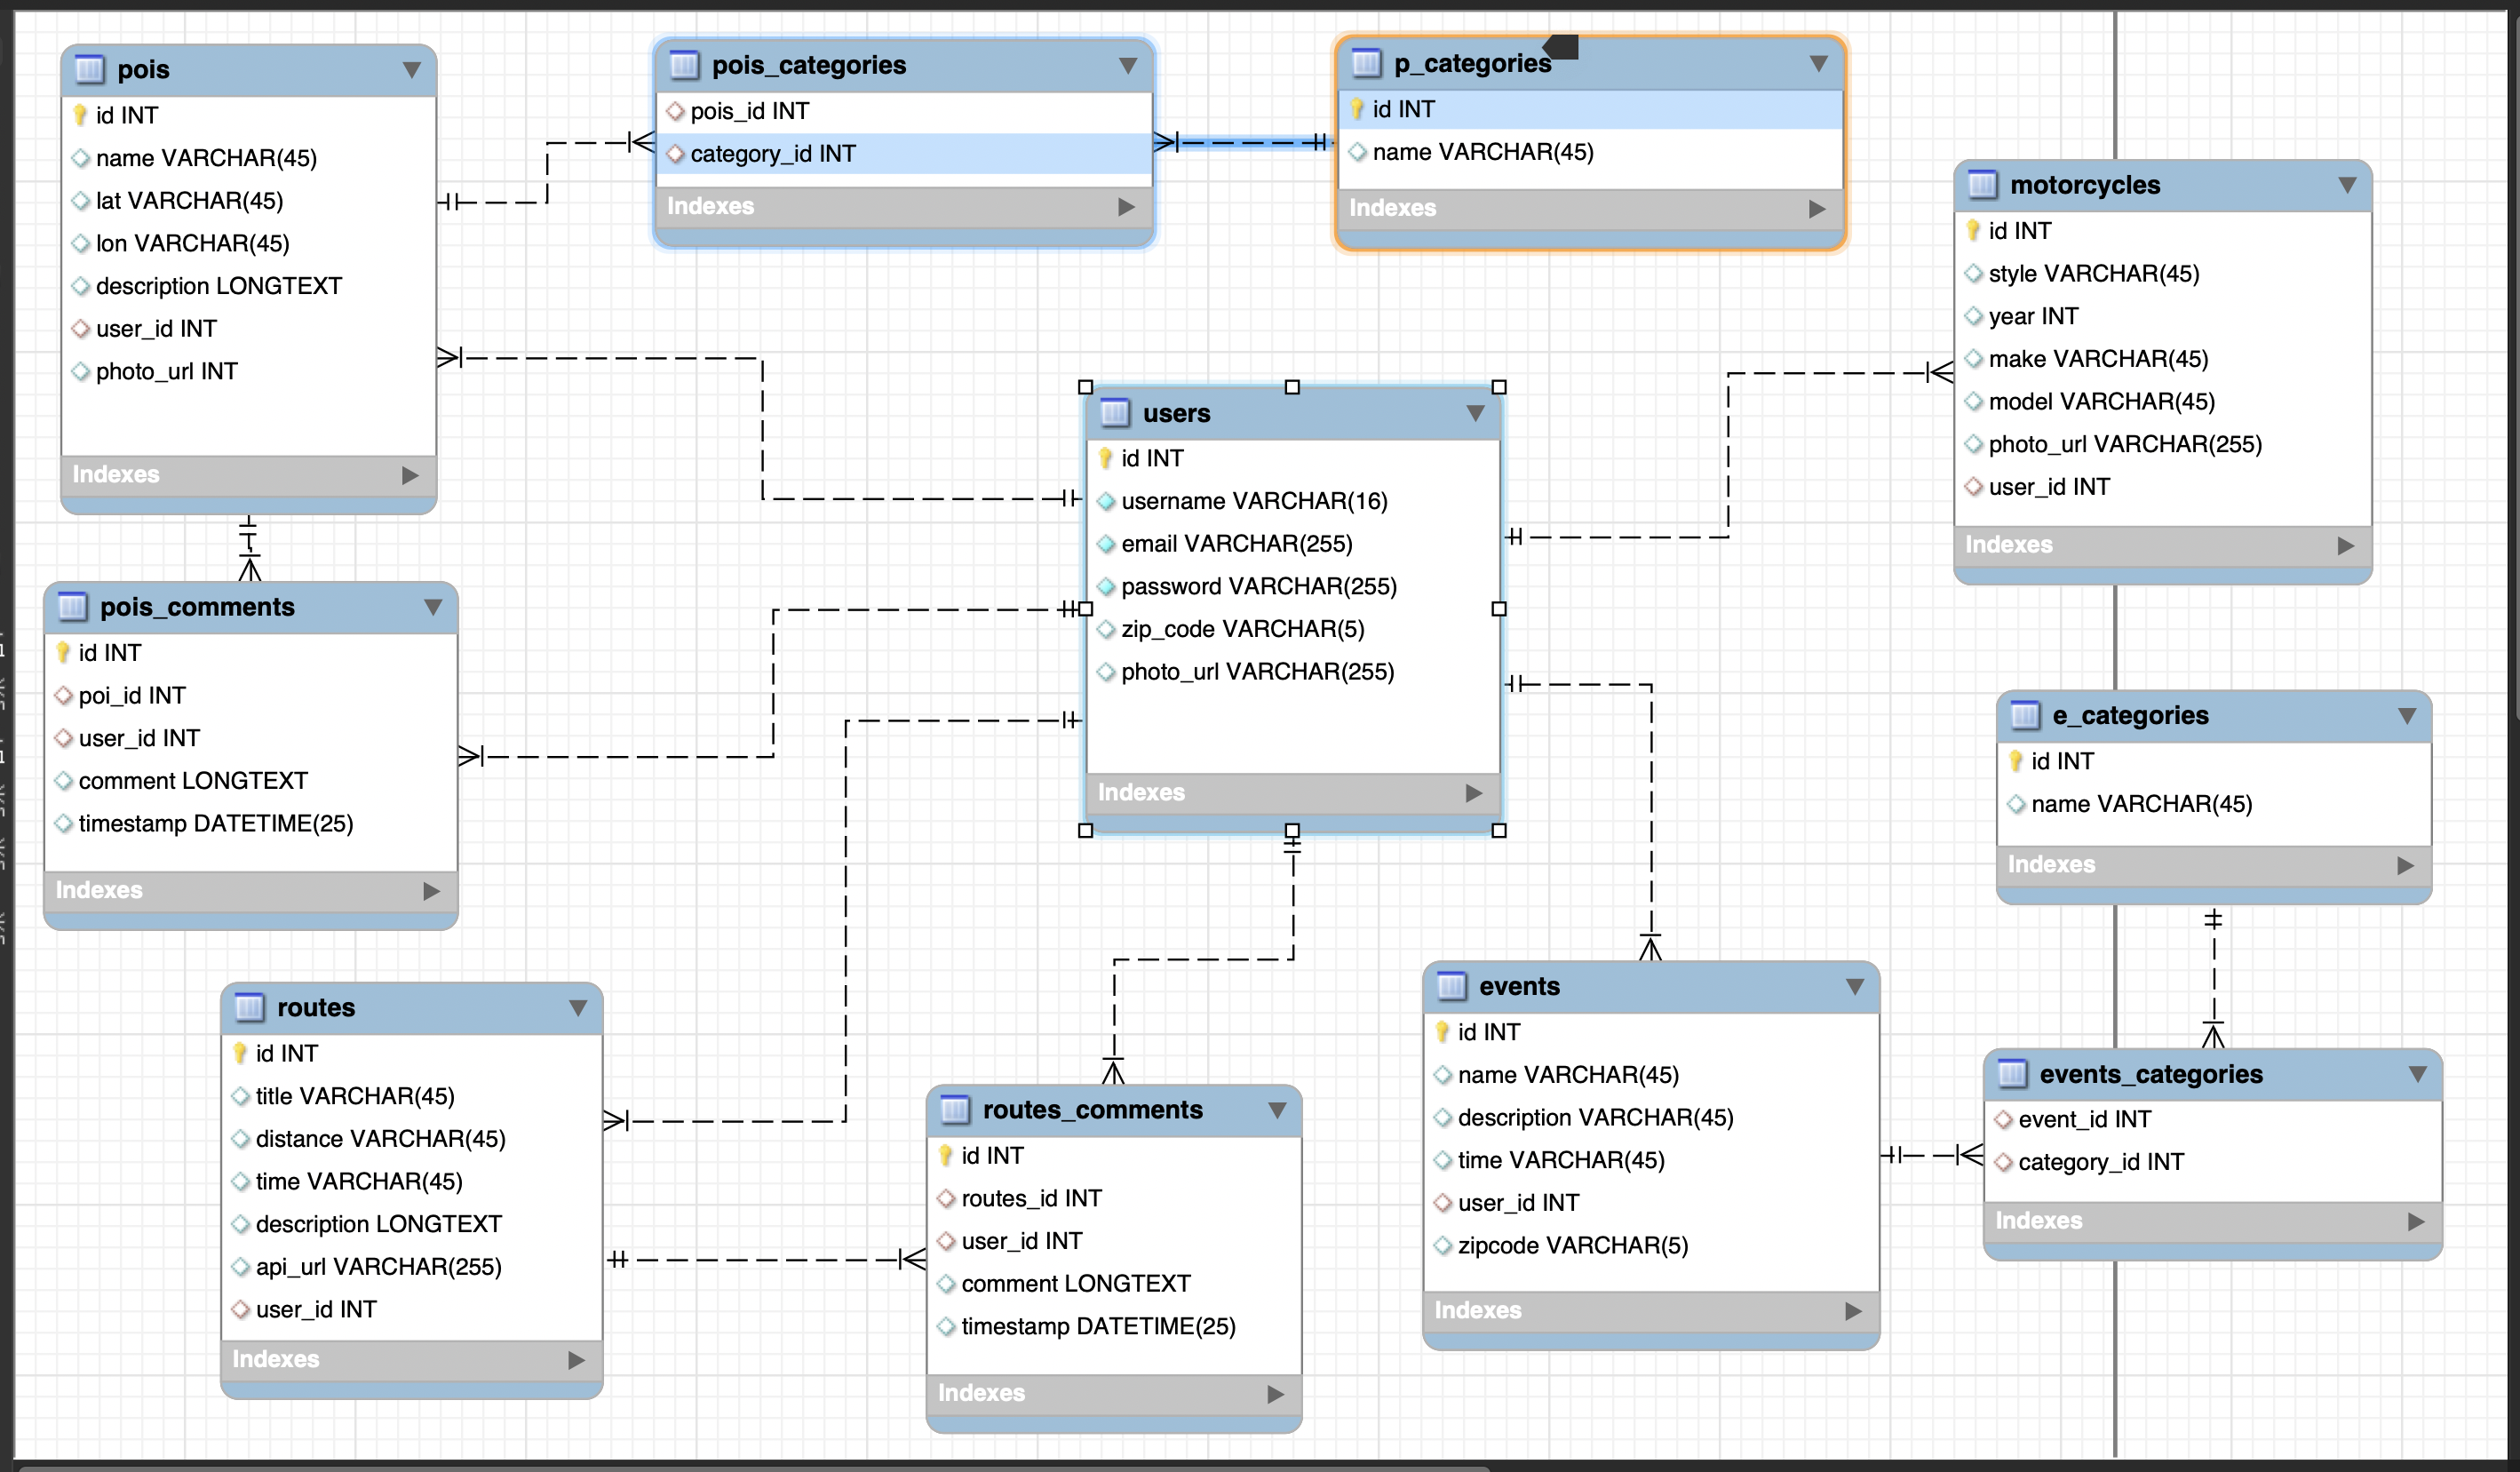 pois
id INT
name VARCHAR(45)
lat VARCHAR(45)
lon VARCHAR(45)
description LONGTEXT
user_id INT
photo_url INT
Indexes
pois_categories
pois_id INT
category_id INT
Indexes
p_categories
id INT
name VARCHAR(45)
Indexes
motorcycles
id INT
style VARCHAR(45)
year INT
make VARCHAR(45)
model VARCHAR(45)
photo_url VARCHAR(255)
user_id INT
Indexes
users
id INT
username VARCHAR(16)
email VARCHAR(255)
password VARCHAR(255)
zip_code VARCHAR(5)
photo_url VARCHAR(255)
Indexes
pois_comments
id INT
poi_id INT
user_id INT
comment LONGTEXT
timestamp DATETIME(25)
Indexes
e_categories
id INT
name VARCHAR(45)
Indexes
routes
id INT
title VARCHAR(45)
distance VARCHAR(45)
time VARCHAR(45)
description LONGTEXT
api_url VARCHAR(255)
user_id INT
Indexes
routes_comments
id INT
routes_id INT
user_id INT
comment LONGTEXT
timestamp DATETIME(25)
Indexes
events
id INT
name VARCHAR(45)
description VARCHAR(45)
time VARCHAR(45)
user_id INT
zipcode VARCHAR(5)
Indexes
events_categories
event_id INT
category_id INT
Indexes